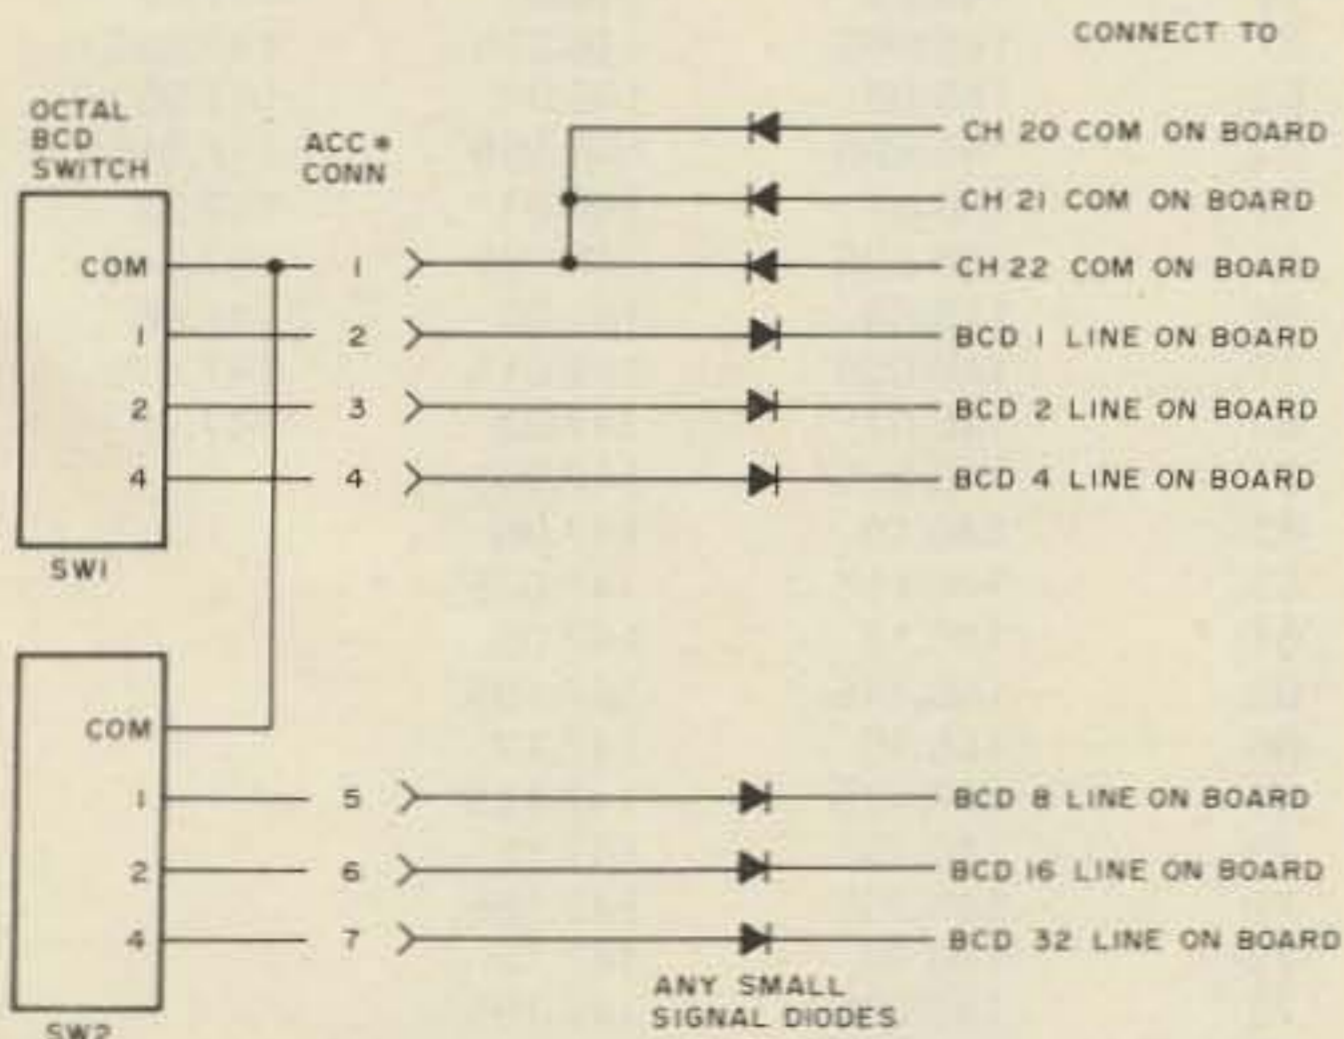 CONNECT TO
OCTAL
BCD
SWITCH
ACC *
CONN
CH 20 COM ON BOARD
CH 21 COM ON BOARD
COM
1
CH 22 COM ON BOARD
1
2
BCD 1 LINE ON BOARD
2
3
BCD 2 LINE ON BOARD
4
4
BCD 4 LINE ON BOARD
SW1
COM
1
5
BCD 8 LINE ON BOARD
2
6
BCD 16 LINE ON BOARD
4
7
BCD 32 LINE ON BOARD
ANY SMALL
SIGNAL DIODES
SW2